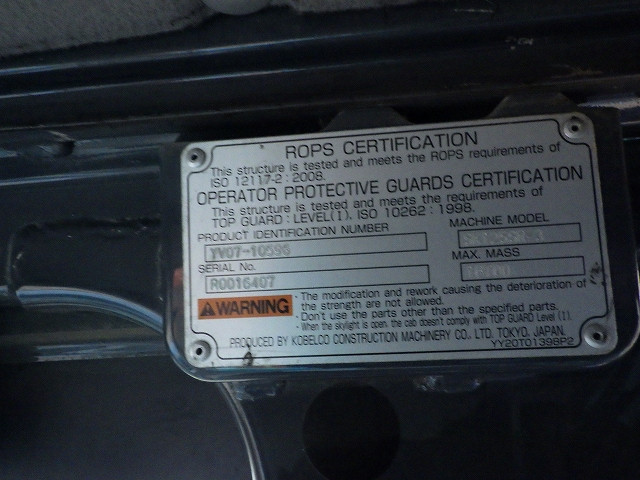 ROPS CERTIFICATION
This structure is tested and meets the ROPS requirements of
ISO 12117-2 : 2008.
OPERATOR PROTECTIVE GUARDS CERTIFICATION
This structure is tested and meets the requirements of
TOP GUARD : LEVEL(I). ISO 10262 : 1998.
PRODUCT IDENTIFICATION NUMBER
YV07-10596
MACHINE MODEL
SERIAL No.
R0016407
MAX. MASS
WARNING
· The modification and rework causing the deterioration of
the strength are not allowed.
· Don't use the parts other than the specified parts.
· When the skylight is open, the cab doesn't comply with TOP GUARD Level (I).
PRODUCED BY KOBELCO CONSTRUCTION MACHINERY CO., LTD. TOKYO, JAPAN.
YY20T01398P2